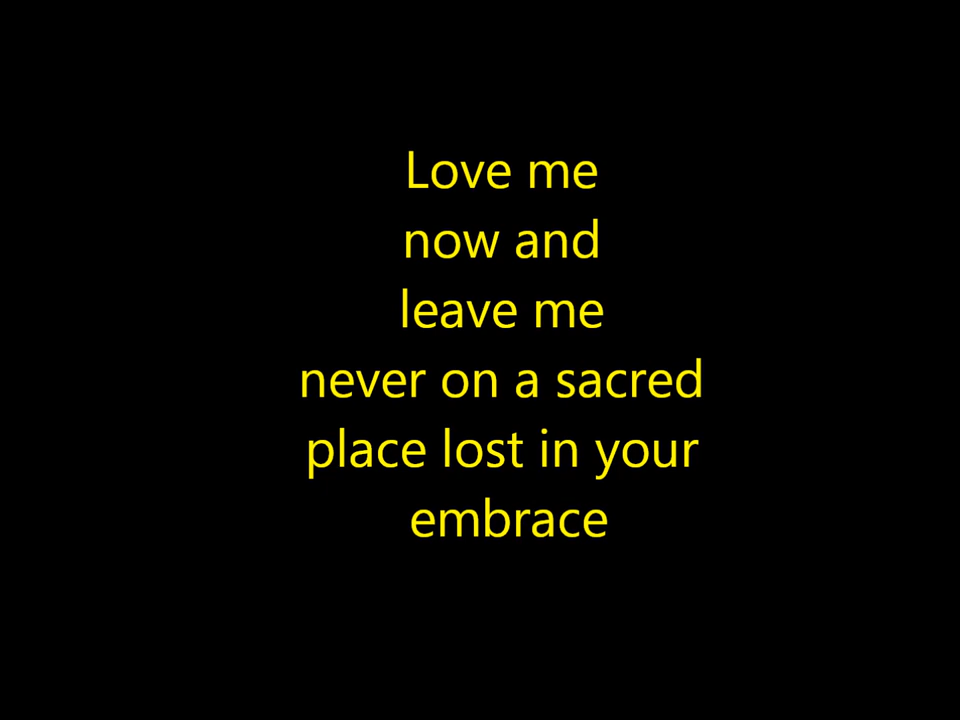 Love me
now and
leave me
never on a sacred
place lost in your
embrace